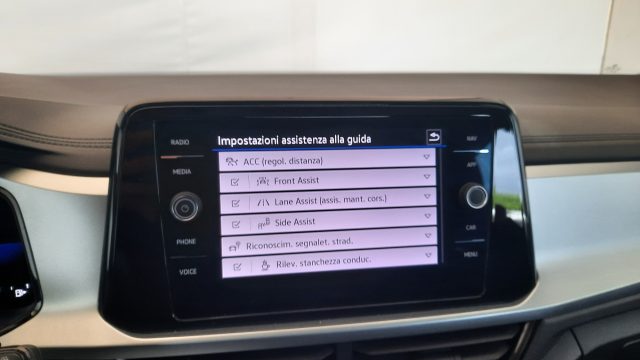 RADIO
MEDIA
PHONE
VOICE
Impostazioni assistenza alla guida
ACC (regol. distanza)
Front Assist
Lane Assist (assis. mant. cors.)
Side Assist
Riconoscim. segnalet. strad.
Rilev. stanchezza conduc.
NAV
APP
CAR
MENU